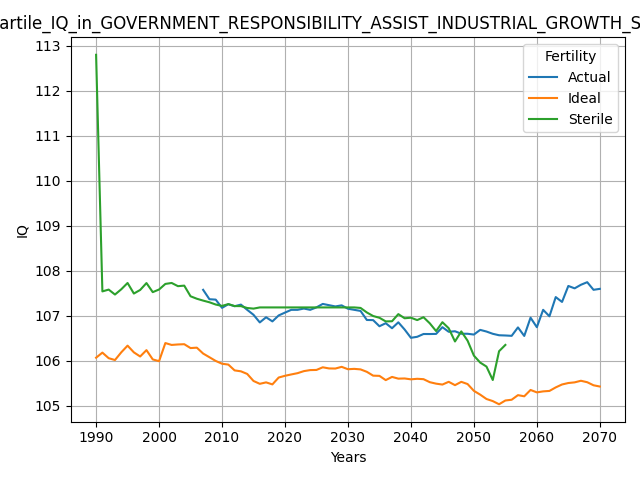 artile_IQ_in_GOVERNMENT_RESPONSIBILITY_ASSIST_INDUSTRIAL_GROWTH_S
113
112
111
110
109
108
107
106
105
IQ
Fertility
Actual
Ideal
Sterile
1990
2000
2010
2020
2030
2040
2050
2060
2070
Years